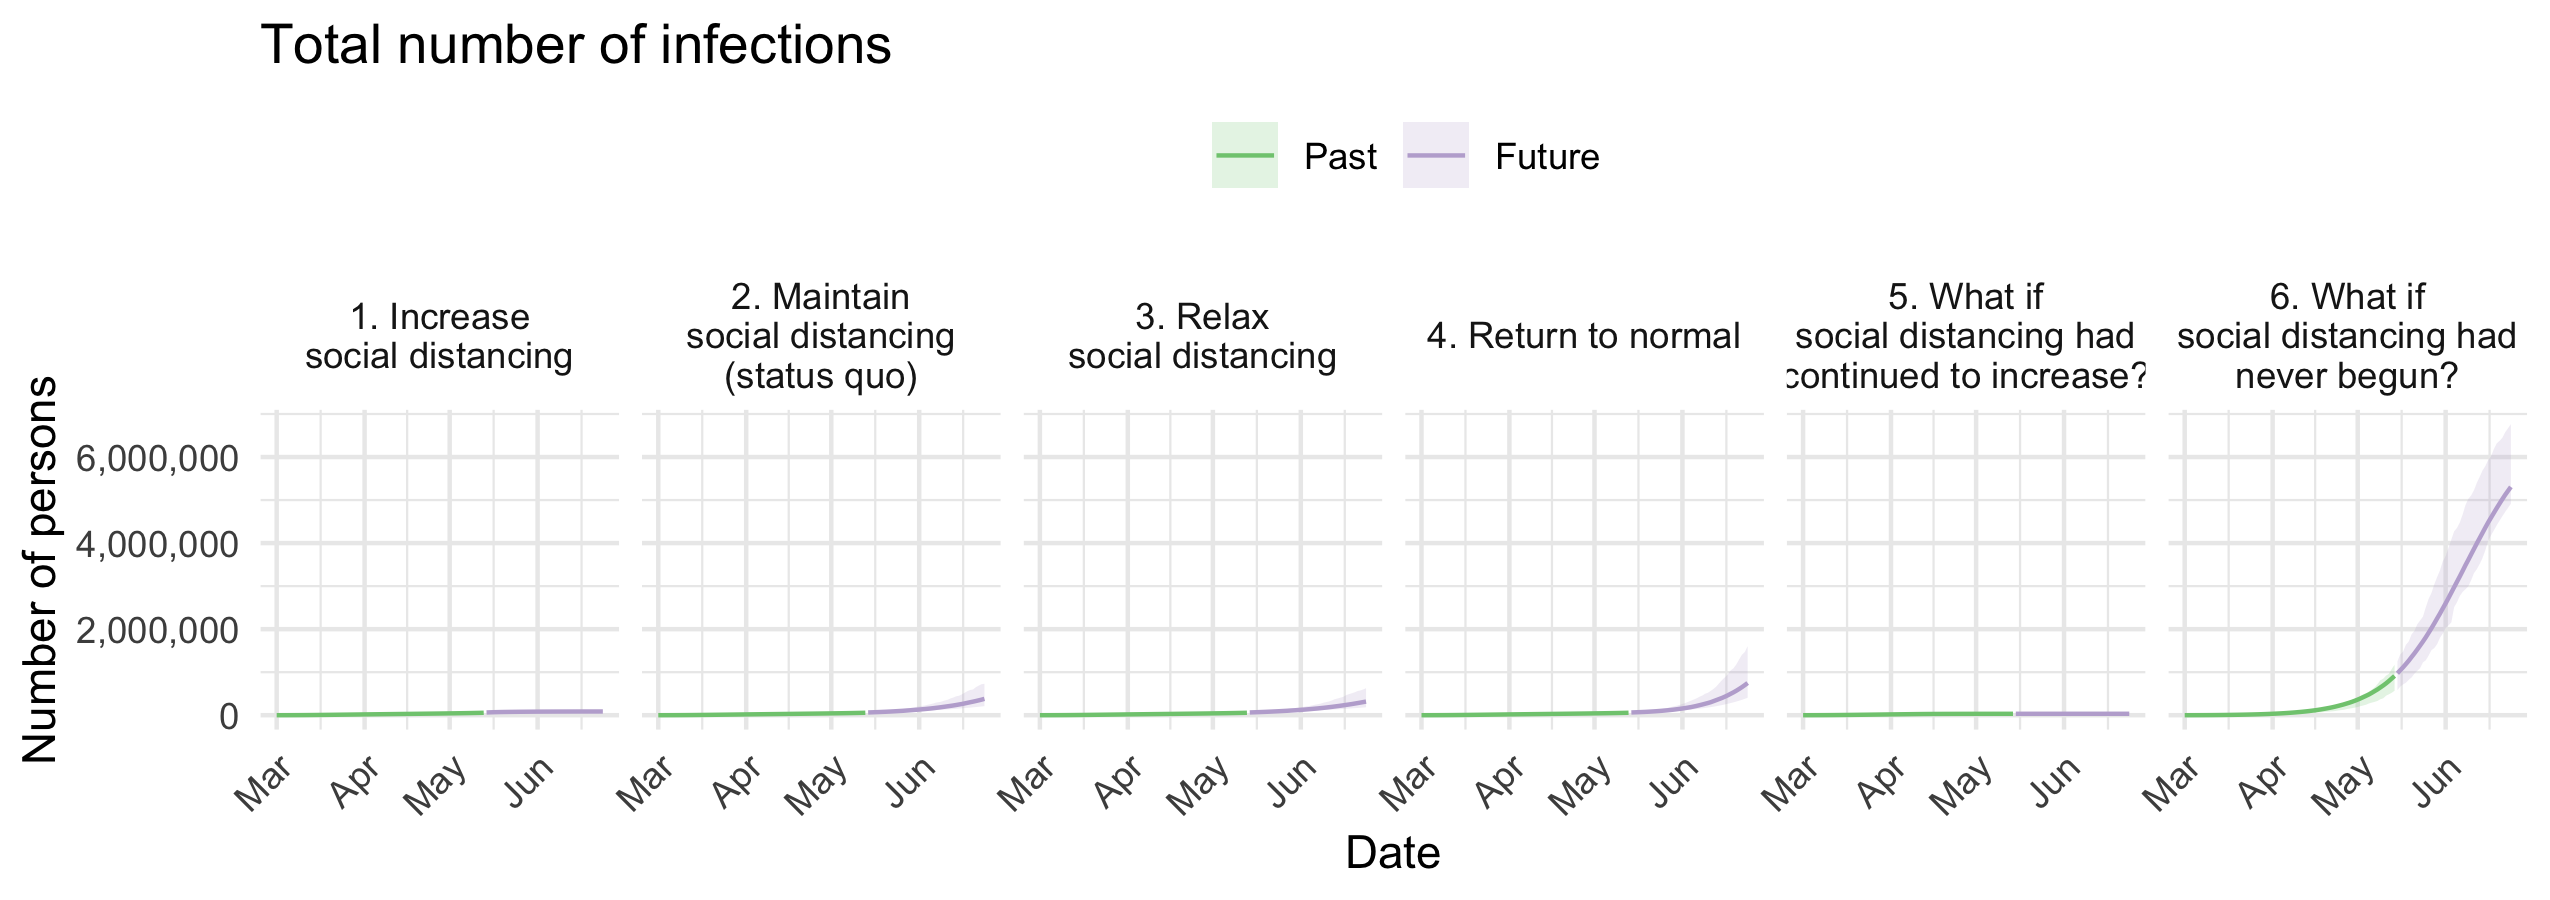 Total number of infections
Past
Future
1. Increase
social distancing
2. Maintain
social distancing
(status quo)
3. Relax
social distancing
4. Return to normal
5. What if
social distancing had
continued to increase?
6. What if
social distancing had
never begun?
Number of persons
6,000,000
4,000,000
2,000,000
0
Mar Apr May Jun
Mar Apr May Jun
Mar Apr May Jun
Mar Apr May Jun
Mar Apr May Jun
Mar Apr May Jun
Date